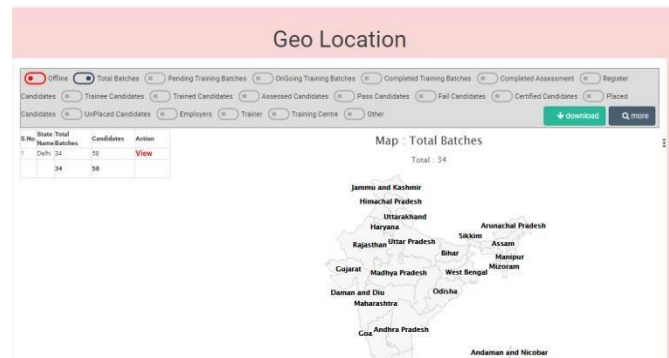 Geo Location
Offline Total Batches Pending Training Batches OnGoing Training Batches Completed Training Batches Completed Assessment Register
Candidates Trainee Candidates Trained Candidates Assessed Candidates Pass Candidates Fail Candidates Certified Candidates Placed
Candidates UnPlaced Candidates Employers Trainer Training Centre Other
download more
S.No. State Name Total Batches Candidates Action
1 Delhi 34 58 View
34 58
Map : Total Batches
Total : 34
Jammu and Kashmir
Himachal Pradesh
Uttarakhand
Haryana
Arunachal Pradesh
Sikkim
Rajasthan Uttar Pradesh
Assam
Bihar
Manipur
Mizoram
Gujarat
Madhya Pradesh
West Bengal
Daman and Diu
Odisha
Maharashtra
Goa
Andhra Pradesh
Andaman and Nicobar